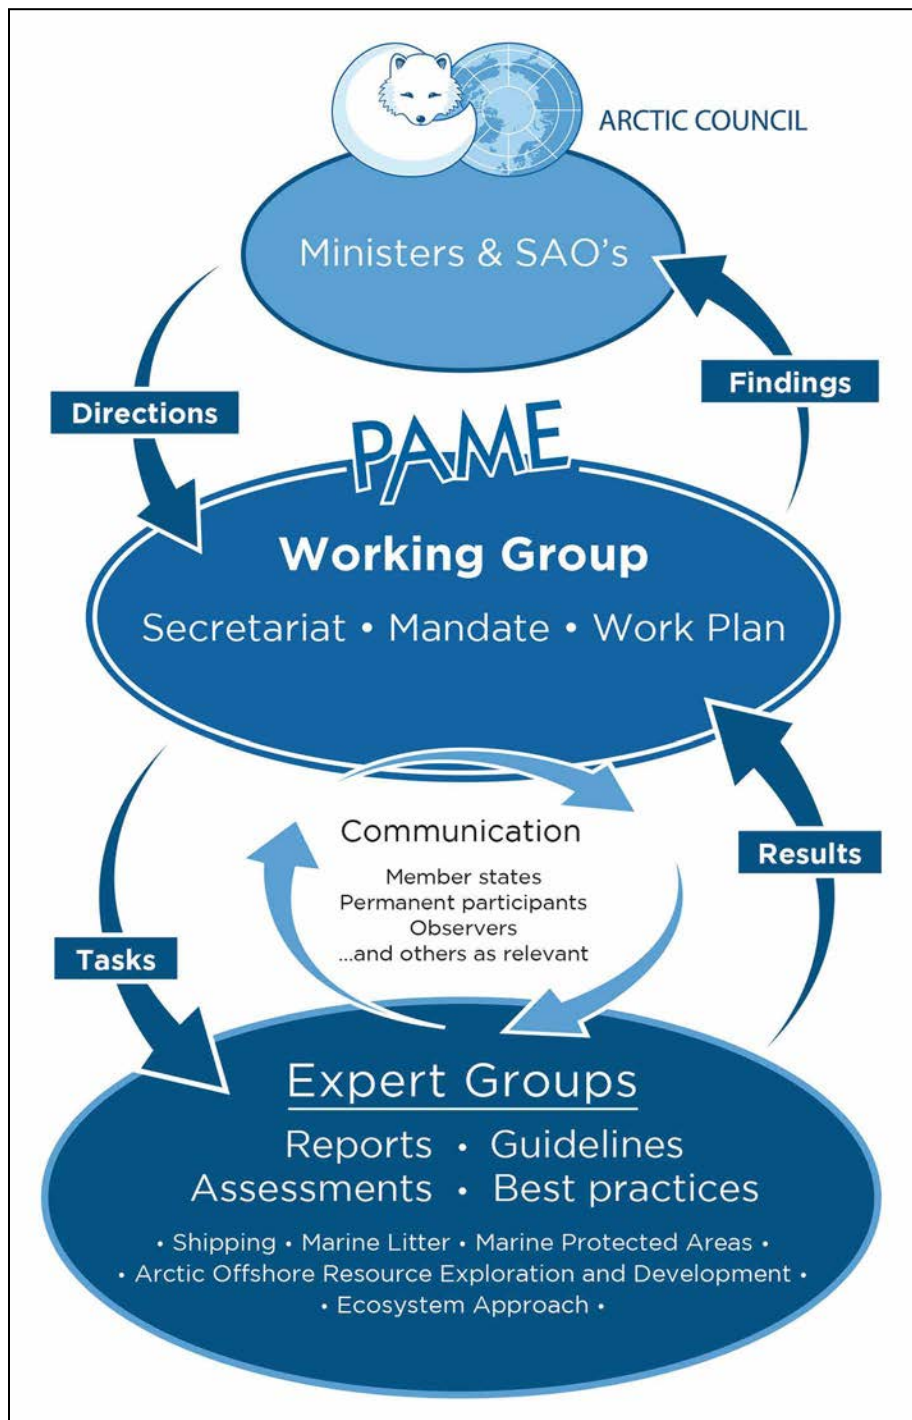 ARCTIC COUNCIL
Ministers & SAO's
Findings
Directions
PAME
Working Group
Secretariat • Mandate • Work Plan
Communication
Member states
Permanent participants
Observers
...and others as relevant
Results
Tasks
Expert Groups
Reports • Guidelines
Assessments • Best practices
• Shipping • Marine Litter • Marine Protected Areas •
• Arctic Offshore Resource Exploration and Development •
• Ecosystem Approach •